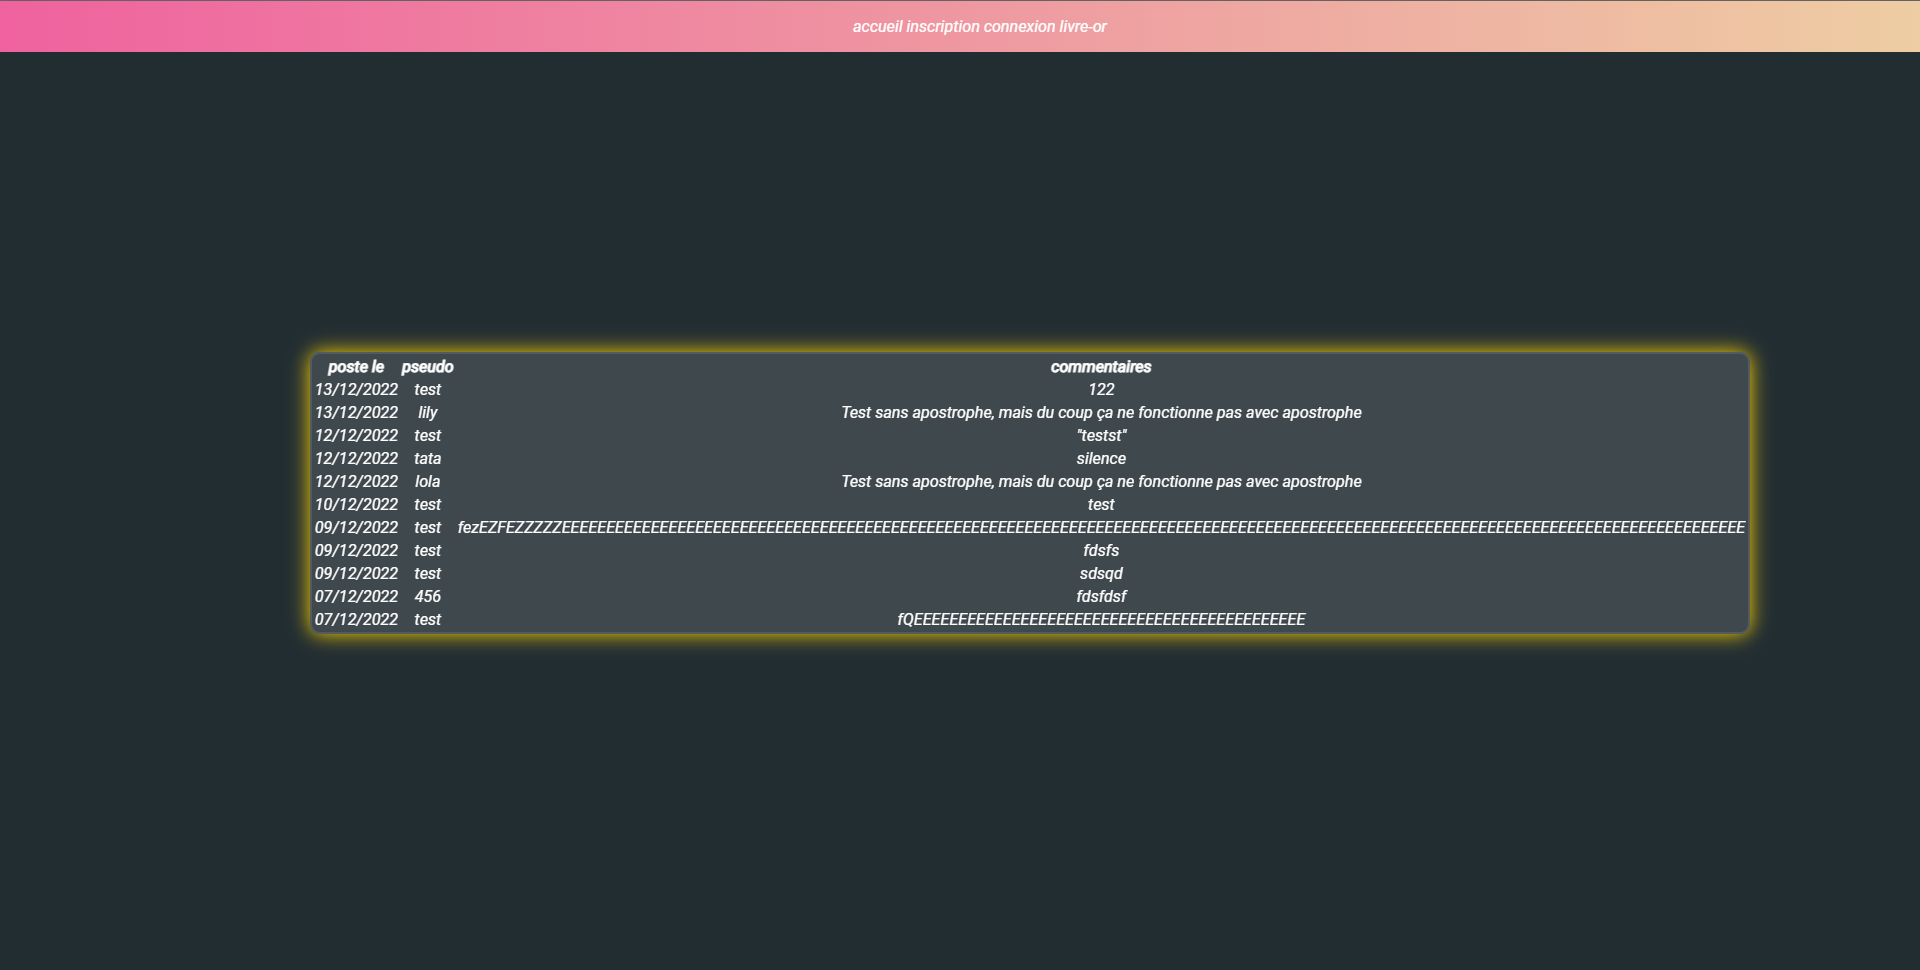 accueil inscription connexion livre-or
poste le pseudo commentaires
13/12/2022 test 122
13/12/2022 lily Test sans apostrophe, mais du coup ça ne fonctionne pas avec apostrophe
12/12/2022 test "testst"
12/12/2022 tata silence
12/12/2022 lola Test sans apostrophe, mais du coup ça ne fonctionne pas avec apostrophe
10/12/2022 test test
09/12/2022 test fezEZFEZZZZZEEEEEEEEEEEEEEEEEEEEEEEEEEEEEEEEEEEEEEEEEEEEEEEEEEEEEEEEEEEEEEEEEEEEEEEEEEEEEEEEEEEEEEEEEEEEEEEEEEEEEEEEEEEEEEEEEEEEEEEEEEEEEEEEEEEEEEEEE
09/12/2022 test fdsfs
09/12/2022 test sdsqd
07/12/2022 456 fdsfdsf
07/12/2022 test fQEEEEEEEEEEEEEEEEEEEEEEEEEEEEEEEEEEEEEEEEEEEE